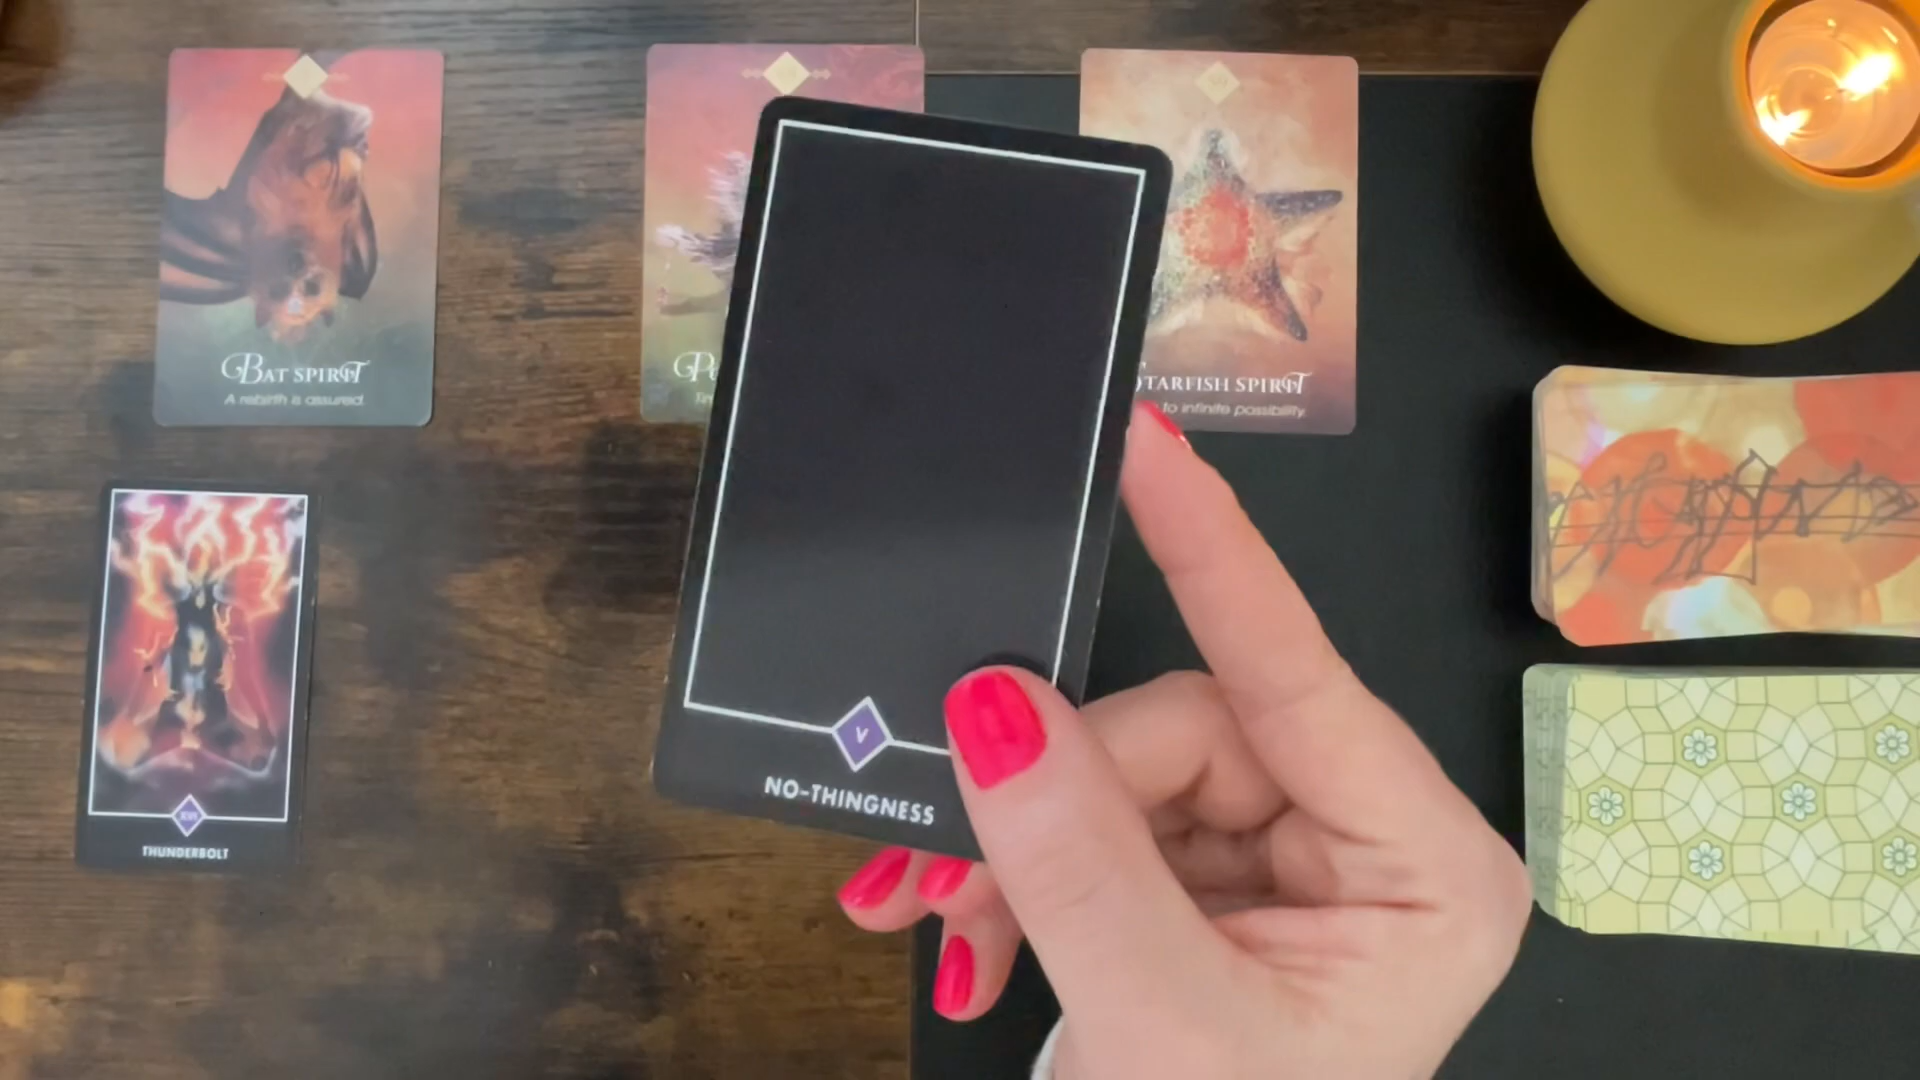 BAT SPIRIT
A rebirth is assured.
STARFISH SPIRIT
to infinite possibility.
V
NO-THINGNESS
THUNDERBOLT